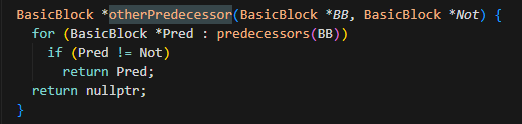 BasicBlock *otherPredecessor(BasicBlock *BB, BasicBlock *Not) {
  for (BasicBlock *Pred : predecessors(BB))
    if (Pred != Not)
      return Pred;
  return nullptr;
}